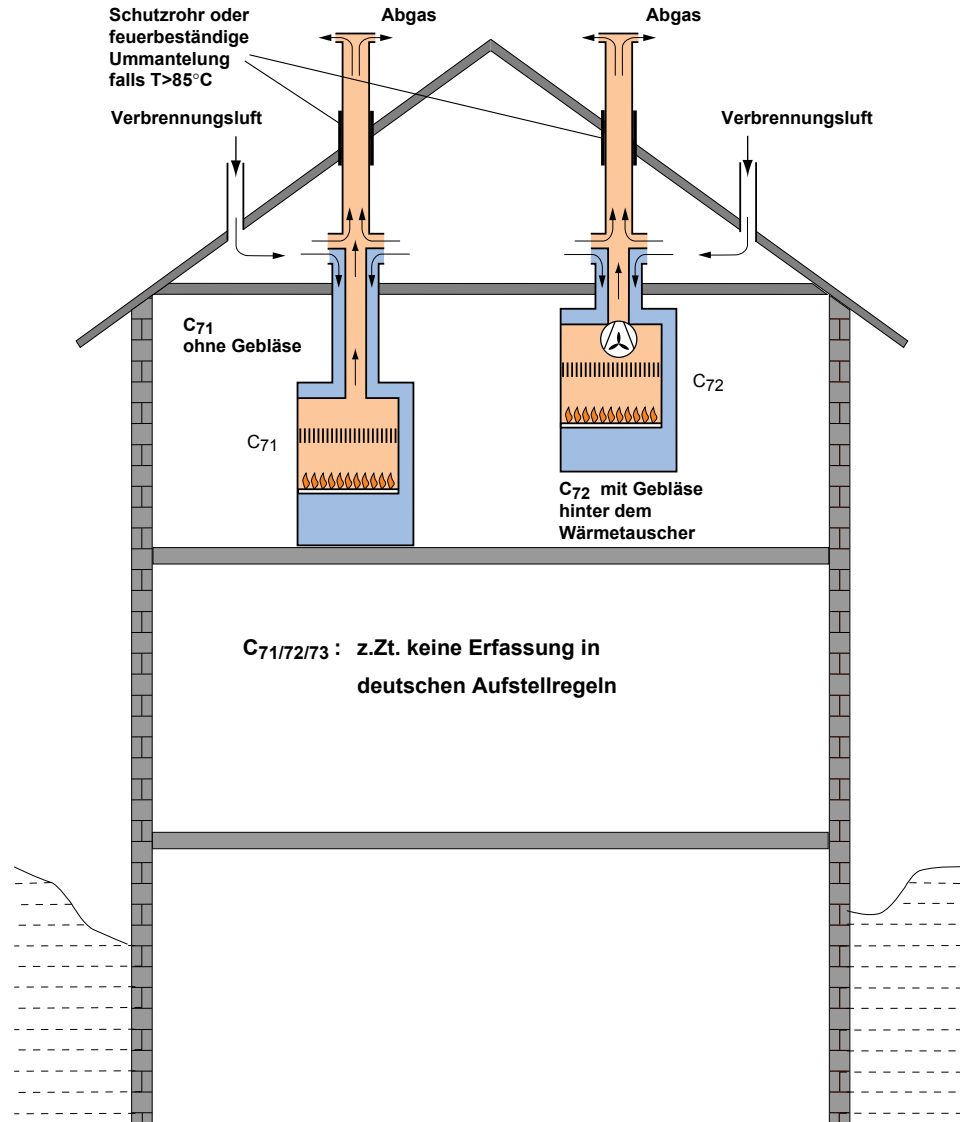 Schutzrohr oder
feuerbeständige
Ummantelung
falls T>85°C
Abgas
Abgas
Verbrennungsluft
Verbrennungsluft
C71
ohne Gebläse
C71
C72
C72 mit Gebläse
hinter dem
Wärmetauscher
C71/72/73 : z.Zt. keine Erfassung in
deutschen Aufstellregeln